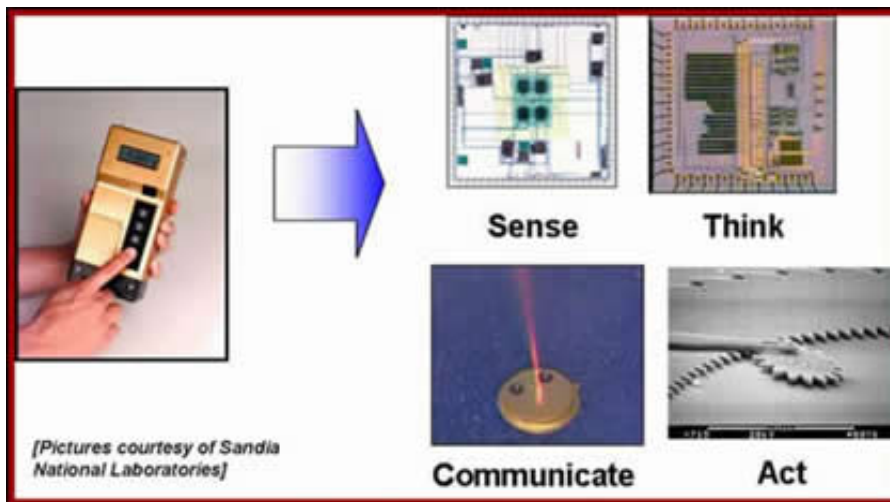 Sense
Think
Communicate
Act
[Pictures courtesy of Sandia
National Laboratories]